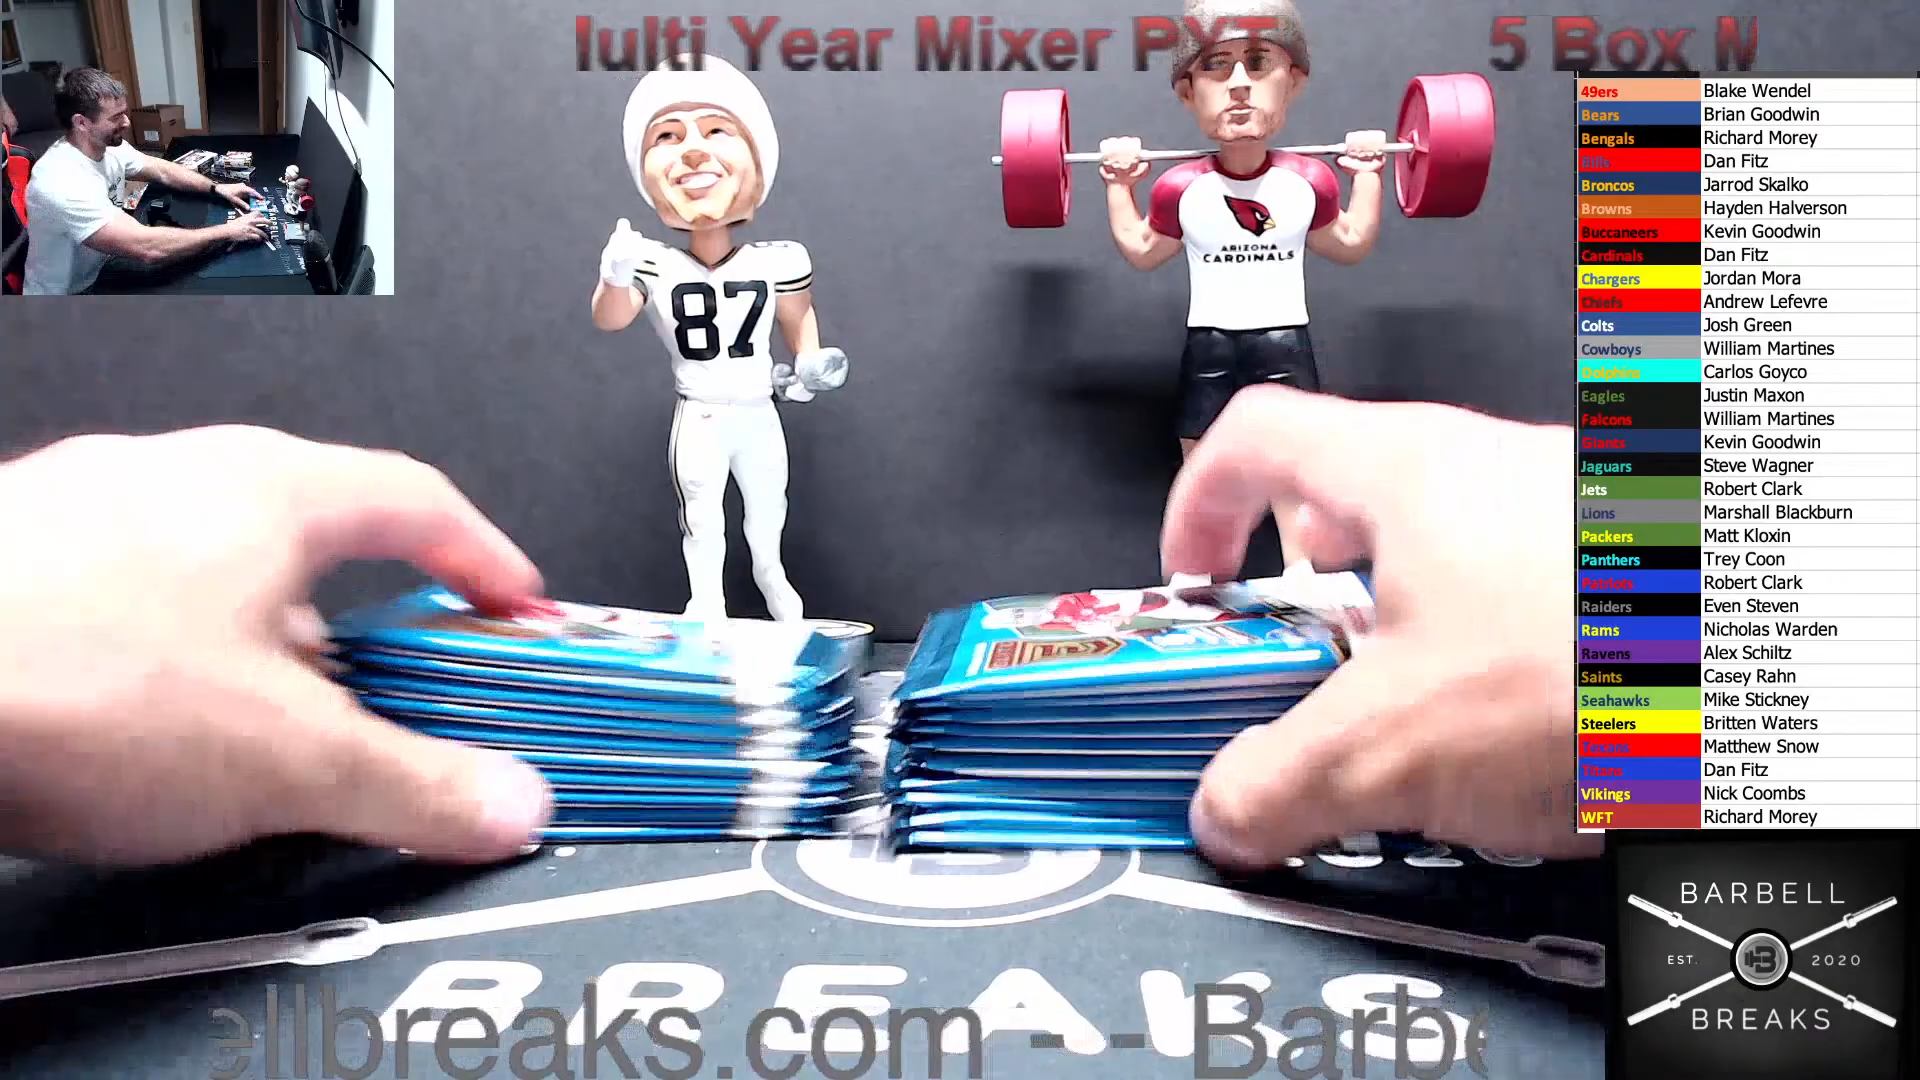 Multi Year Mixer PYT 5 Box M
87
ARIZONA
CARDINALS
49ers Blake Wendel
Bears Brian Goodwin
Bengals Richard Morey
Bills Dan Fitz
Broncos Jarrod Skalko
Browns Hayden Halverson
Buccaneers Kevin Goodwin
Cardinals Dan Fitz
Chargers Jordan Mora
Chiefs Andrew Lefevre
Colts Josh Green
Cowboys William Martines
Dolphins Carlos Goyco
Eagles Justin Maxon
Falcons William Martines
Giants Kevin Goodwin
Jaguars Steve Wagner
Jets Robert Clark
Lions Marshall Blackburn
Packers Matt Kloxin
Panthers Trey Coon
Patriots Robert Clark
Raiders Even Steven
Rams Nicholas Warden
Ravens Alex Schiltz
Saints Casey Rahn
Seahawks Mike Stickney
Steelers Britten Waters
Texans Matthew Snow
Titans Dan Fitz
Vikings Nick Coombs
WFT Richard Morey
BREAKS
ellbreaks.com - - Barbe
BARBELL
EST. B 2020
BREAKS